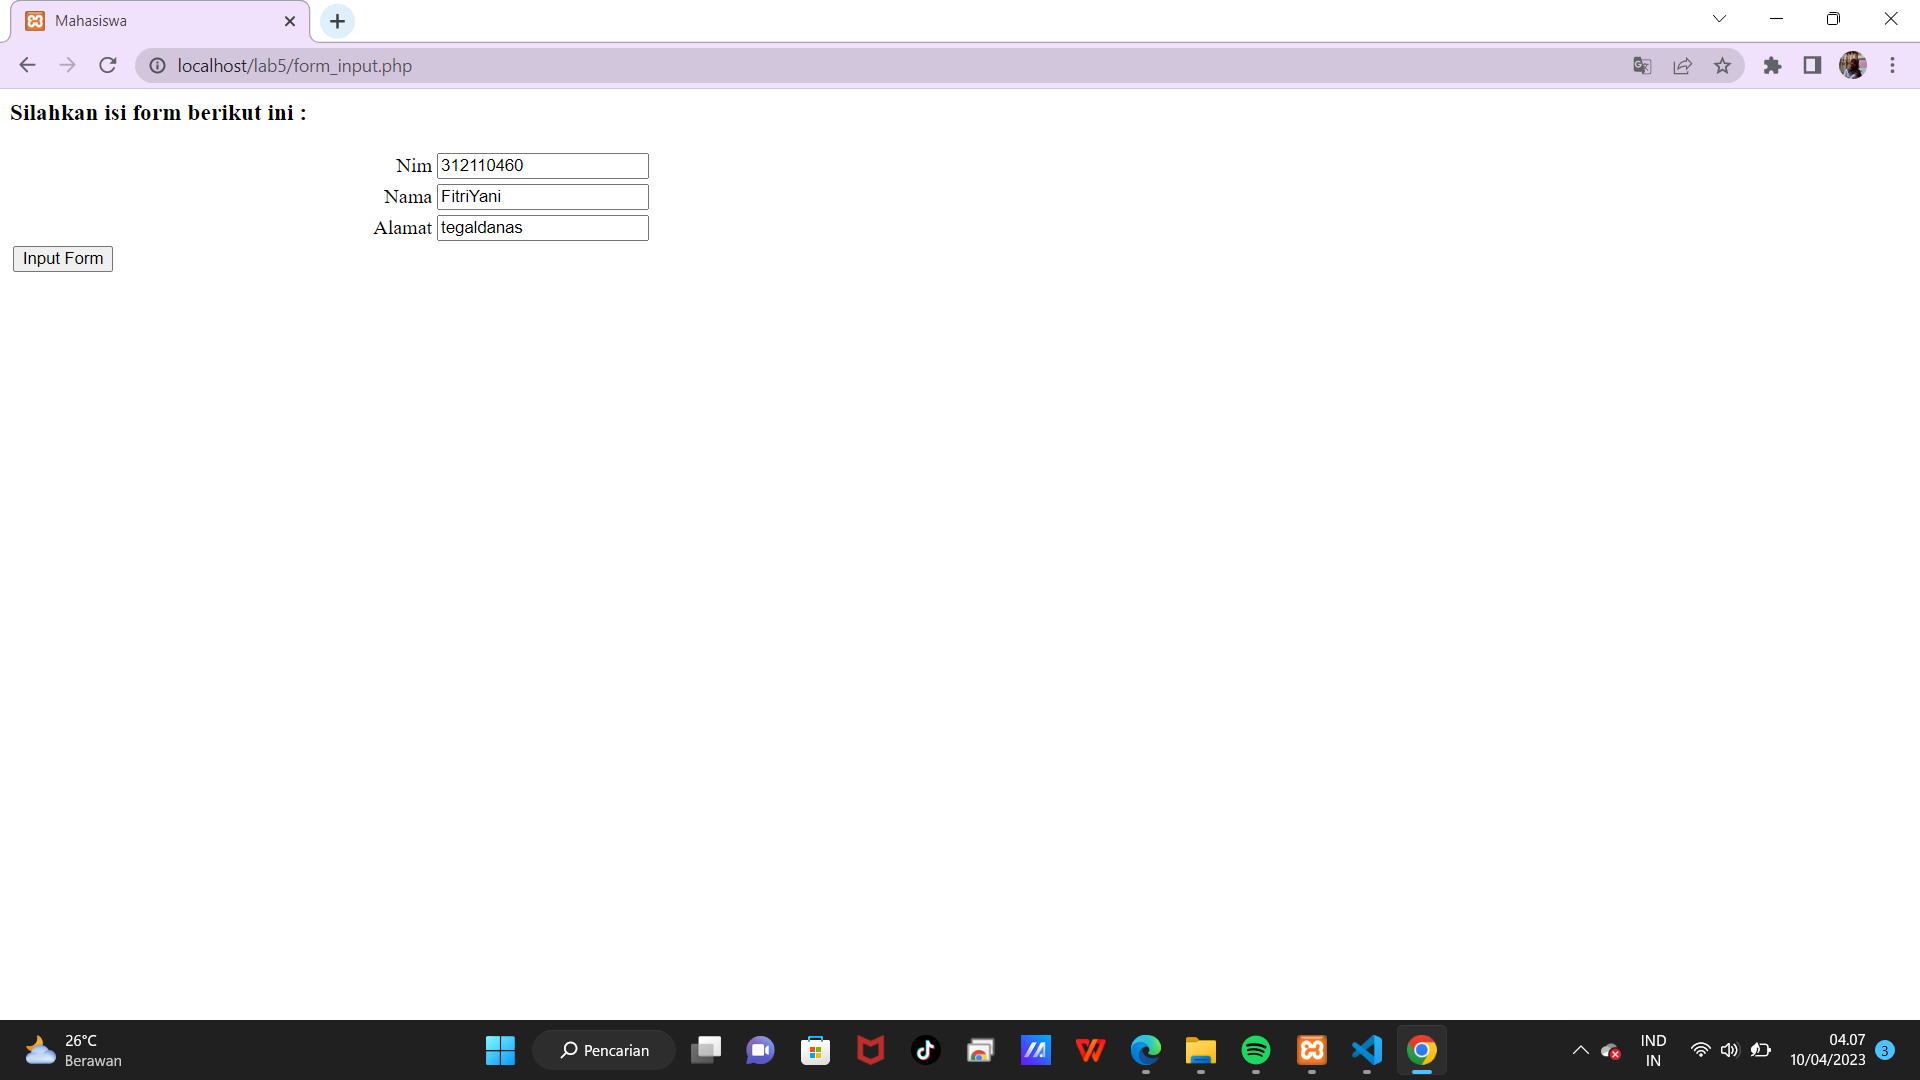 Mahasiswa
localhost/lab5/form_input.php
Silahkan isi form berikut ini :
Nim 312110460
Nama FitriYani
Alamat tegaldanas
Input Form
26°C
Berawan
Pencarian
IND
IN
04.07
10/04/2023
3